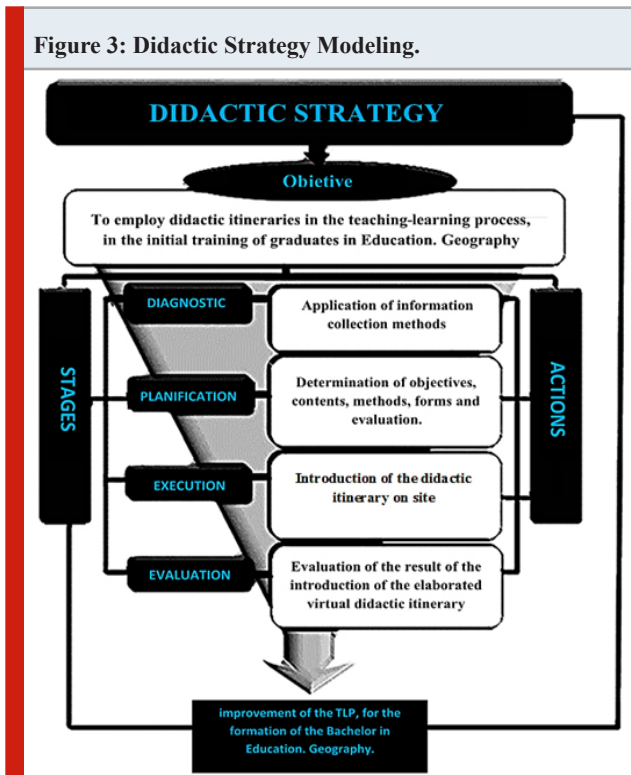 Figure 3: Didactic Strategy Modeling.
DIDACTIC STRATEGY
Obietive
To employ didactic itineraries in the teaching-learning process,
in the initial training of graduates in Education. Geography
STAGES
DIAGNOSTIC
Application of information
collection methods
PLANIFICATION
Determination of objectives,
contents, methods, forms and
evaluation.
EXECUTION
Introduction of the didactic
itinerary on site
EVALUATION
Evaluation of the result of the
introduction of the elaborated
virtual didactic itinerary
ACTIONS
improvement of the TLP, for the
formation of the Bachelor in
Education. Geography.